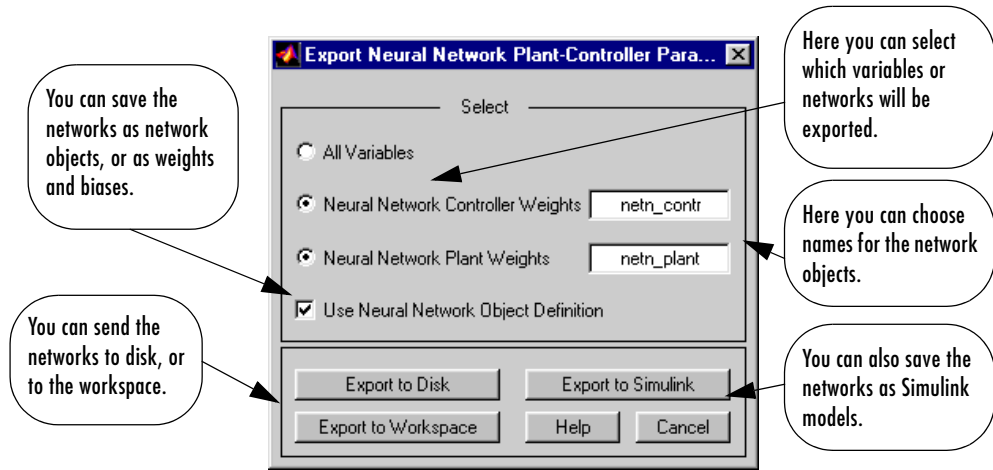 Export Neural Network Plant-Controller Para...
Select
All Variables
Neural Network Controller Weights
netn_contr
Neural Network Plant Weights
netn_plant
Use Neural Network Object Definition
Export to Disk
Export to Simulink
Export to Workspace
Help
Cancel
You can save the
networks as network
objects, or as weights
and biases.
You can send the
networks to disk, or
to the workspace.
Here you can select
which variables or
networks will be
exported.
Here you can choose
names for the network
objects.
You can also save the
networks as Simulink
models.